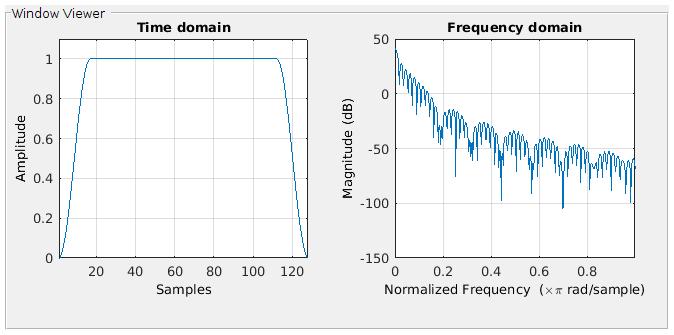 Window Viewer
Time domain
Amplitude
1
0.8
0.6
0.4
0.2
0
20 40 60 80 100 120
Samples
Frequency domain
Magnitude (dB)
50
0
-50
-100
-150
0 0.2 0.4 0.6 0.8
Normalized Frequency (×π rad/sample)